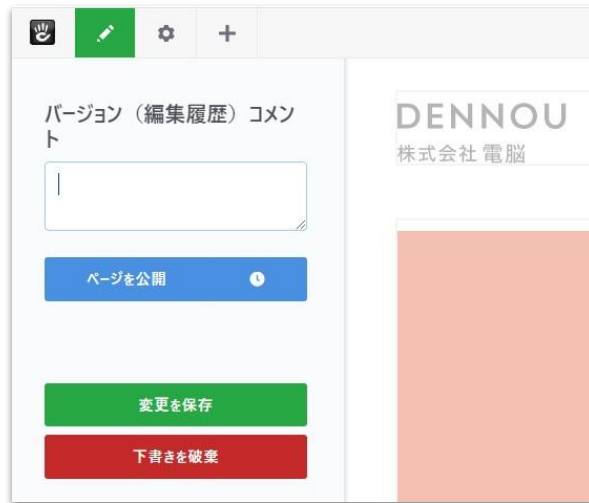 バージョン（編集履歴）コメン
ト
ページを公開
変更を保存
下書きを破棄
DENNOU
株式会社 電脳